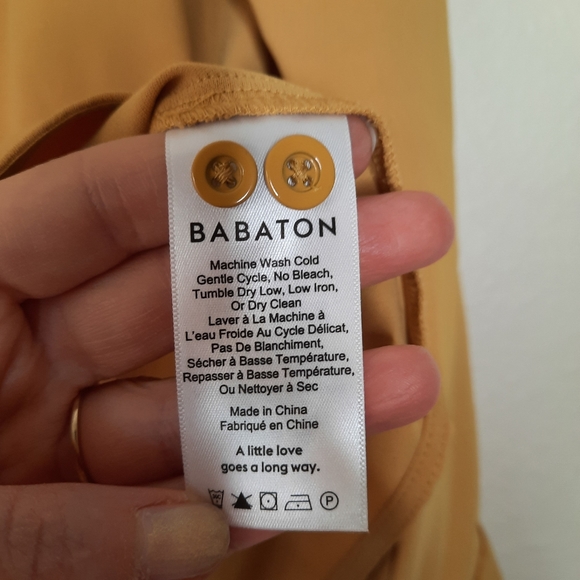 BABATON
Machine Wash Cold
Gentle Cycle, No Bleach,
Tumble Dry Low, Low Iron,
Or Dry Clean
Laver à La Machine à
L'eau Froide Au Cycle Délicat,
Pas De Blanchiment,
Sécher à Basse Température,
Repasser à Basse Température,
Ou Nettoyer à Sec
Made in China
Fabriqué en Chine
A little love
goes a long way.
P